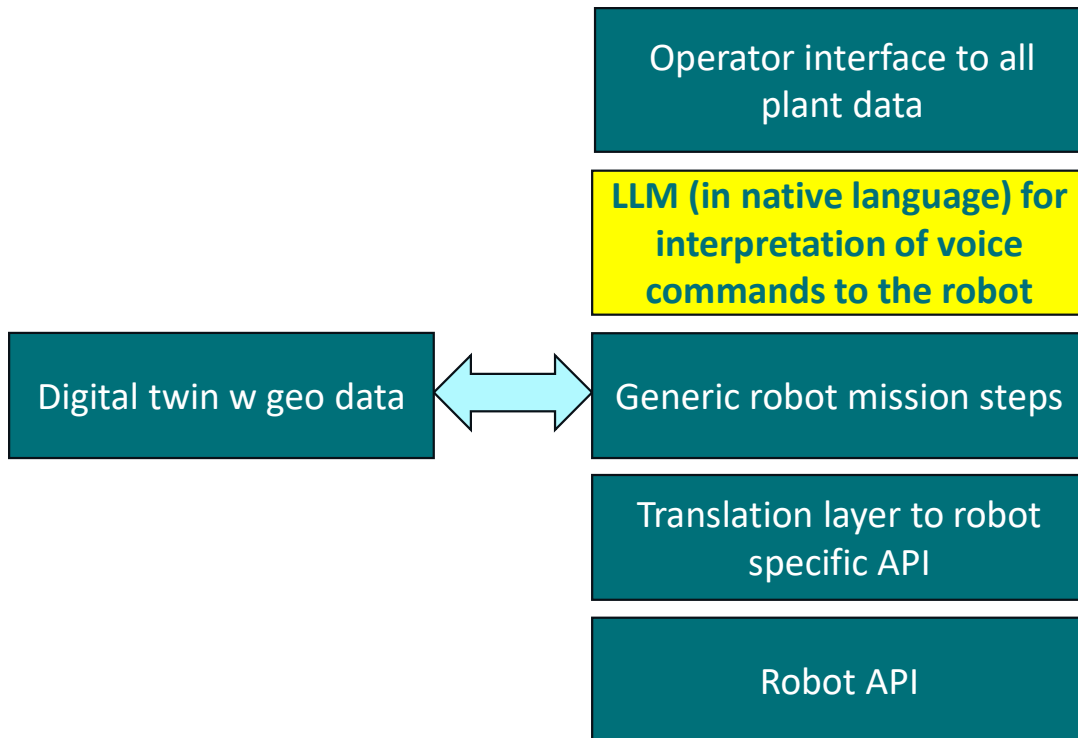 Operator interface to all
plant data
LLM (in native language) for
interpretation of voice
commands to the robot
Digital twin w geo data
Generic robot mission steps
Translation layer to robot
specific API
Robot API